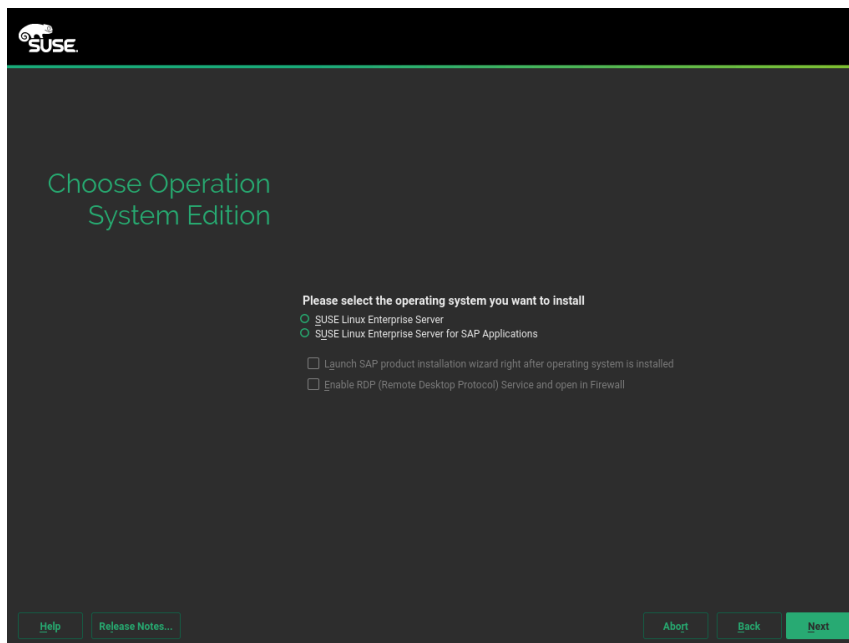 SUSE.
Choose Operation
System Edition
Please select the operating system you want to install
SUSE Linux Enterprise Server
SUSE Linux Enterprise Server for SAP Applications
Launch SAP product installation wizard right after operating system is installed
Enable RDP (Remote Desktop Protocol) Service and open in Firewall
Help Release Notes... Abort Back Next